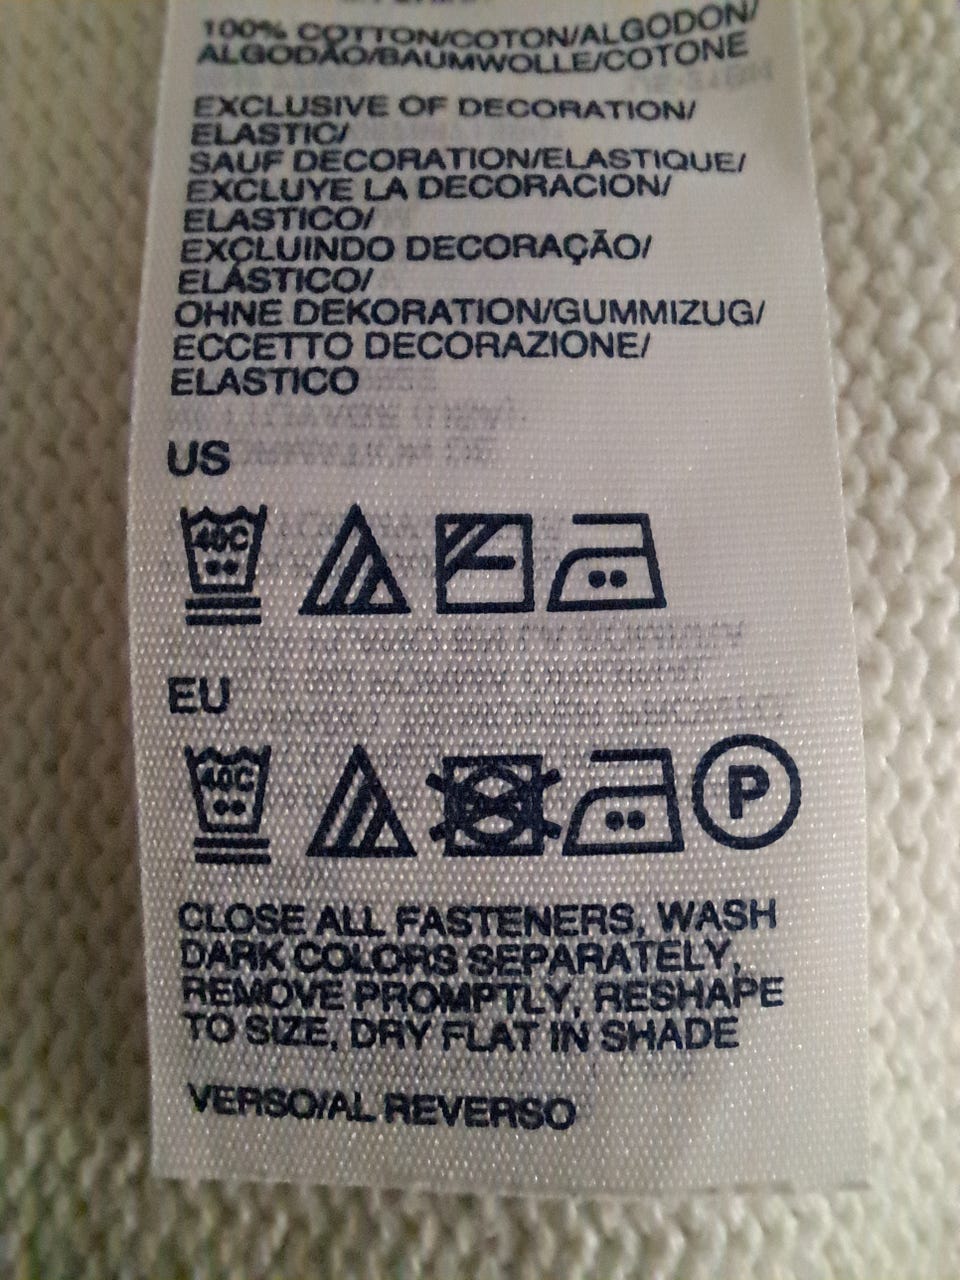 100% COTTON/COTON/ALGODON/
ALGODÃO/BAUMWOLLE/COTONE
EXCLUSIVE OF DECORATION/
ELASTIC/
SAUF DECORATION/ELASTIQUE/
EXCLUYE LA DECORACION/
ELASTICO/
EXCLUINDO DECORAÇÃO/
ELÁSTICO/
OHNE DEKORATION/GUMMIZUG/
ECCETTO DECORAZIONE/
ELASTICO
US
40C
EU
40C P
CLOSE ALL FASTENERS, WASH
DARK COLORS SEPARATELY,
REMOVE PROMPTLY, RESHAPE
TO SIZE, DRY FLAT IN SHADE
VERSO/AL REVERSO